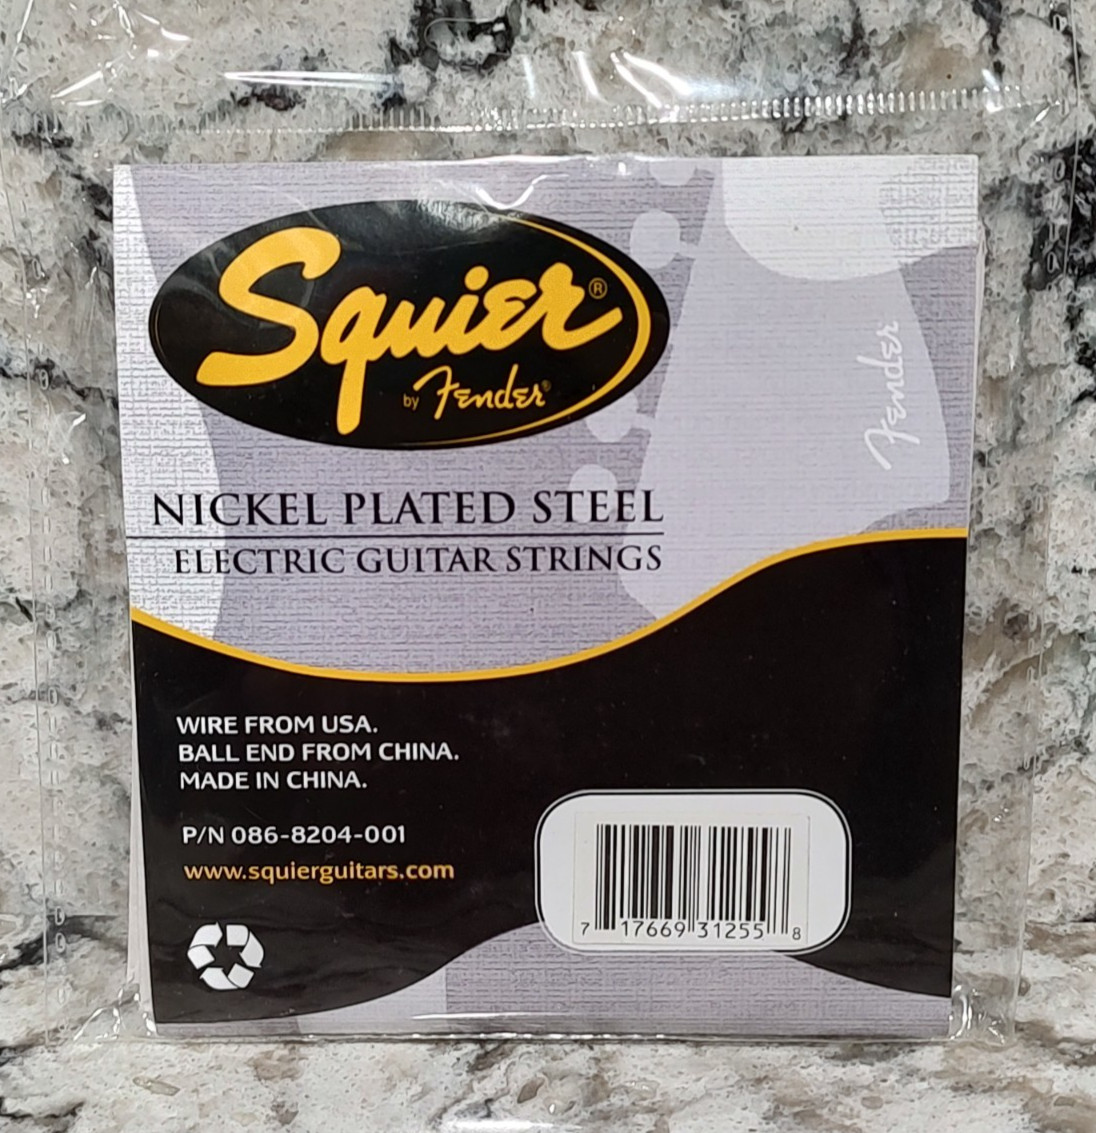 Squier®
by Fender®
Fender
NICKEL PLATED STEEL
ELECTRIC GUITAR STRINGS
WIRE FROM USA.
BALL END FROM CHINA.
MADE IN CHINA.
P/N 086-8204-001
www.squierguitars.com
7 17669 31255 8